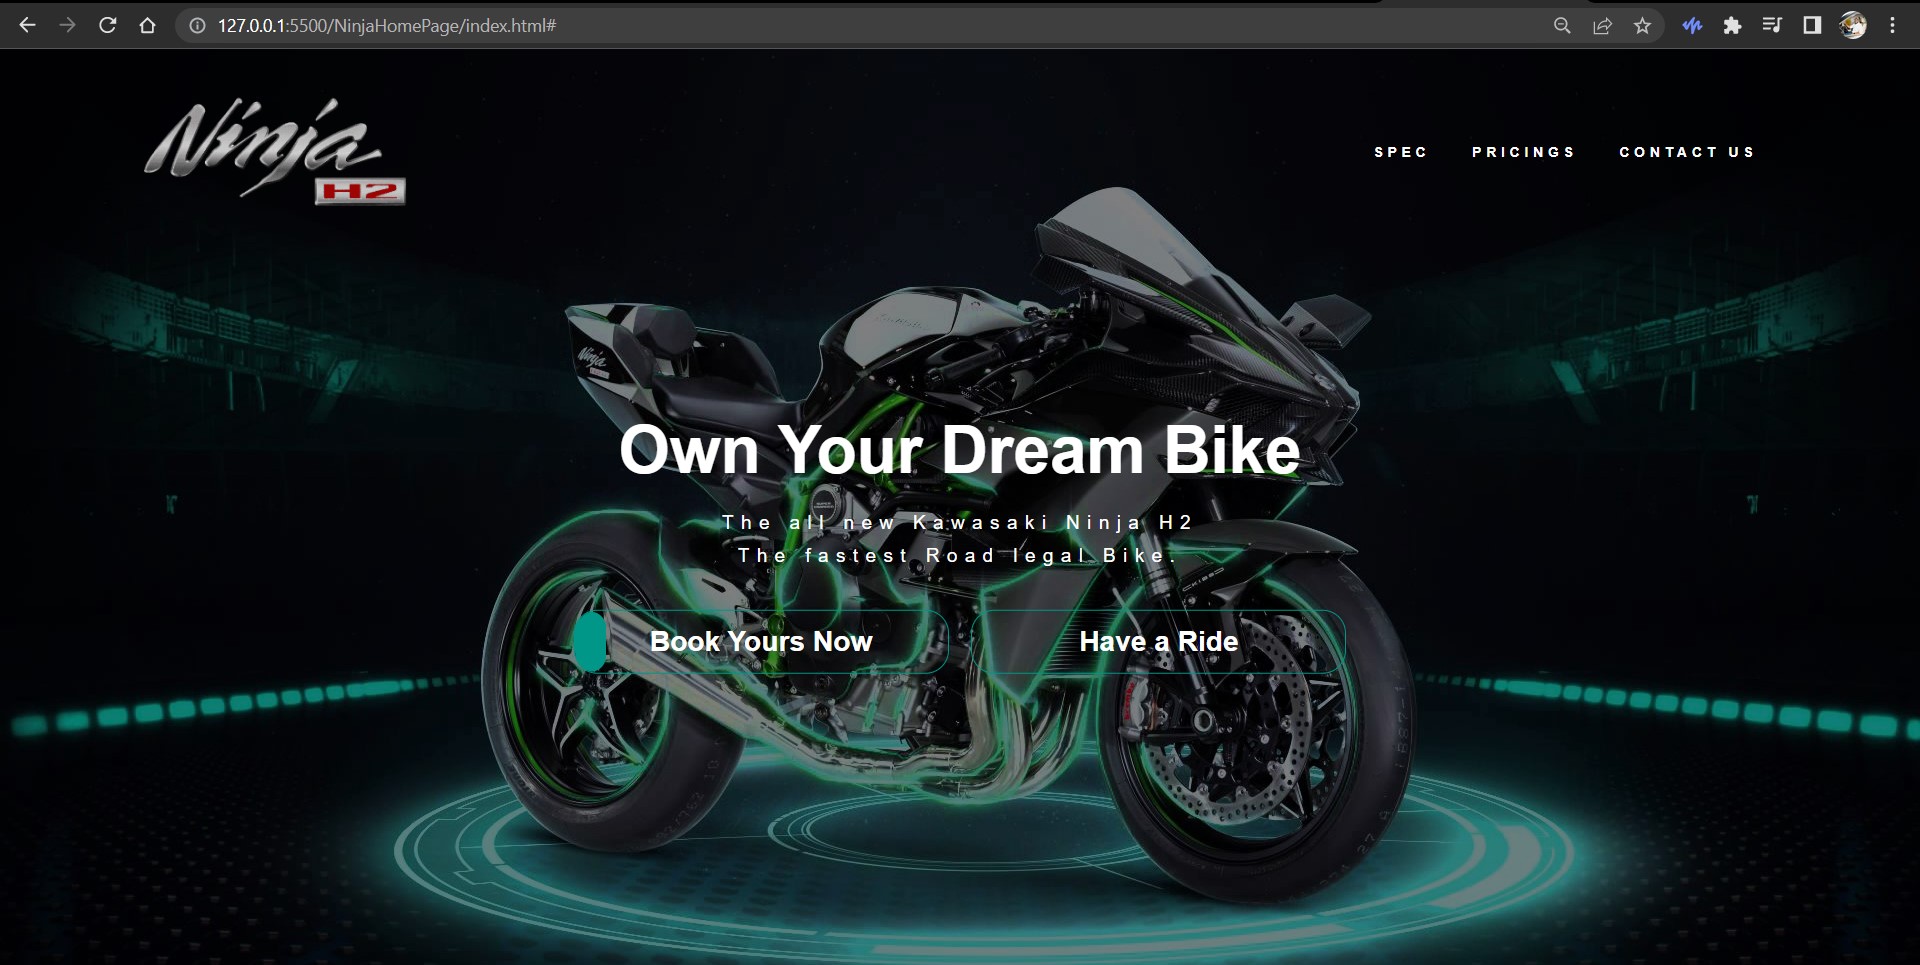 127.0.0.1:5500/NinjaHomePage/index.html#
Ninja
H2
SPEC PRICINGS CONTACT US
Ninja
Own Your Dream Bike
The all new Kawasaki Ninja H2
The fastest Road legal Bike.
Book Yours Now Have a Ride